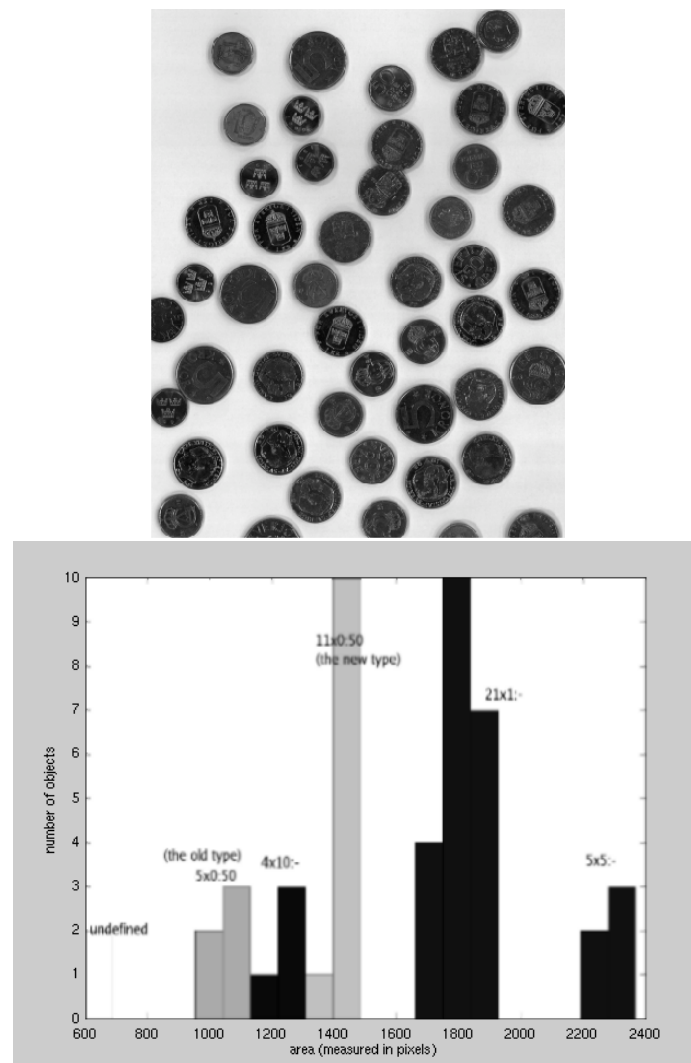 10
9
8
7
6
5
4
3
2
1
0
number of objects
11x0:50
(the new type)
21x1:-
(the old type)
5x0:50
4x10:-
5x5:-
undefined
600
800
1000
1200
1400
1600
1800
2000
2200
2400
area (measured in pixels)